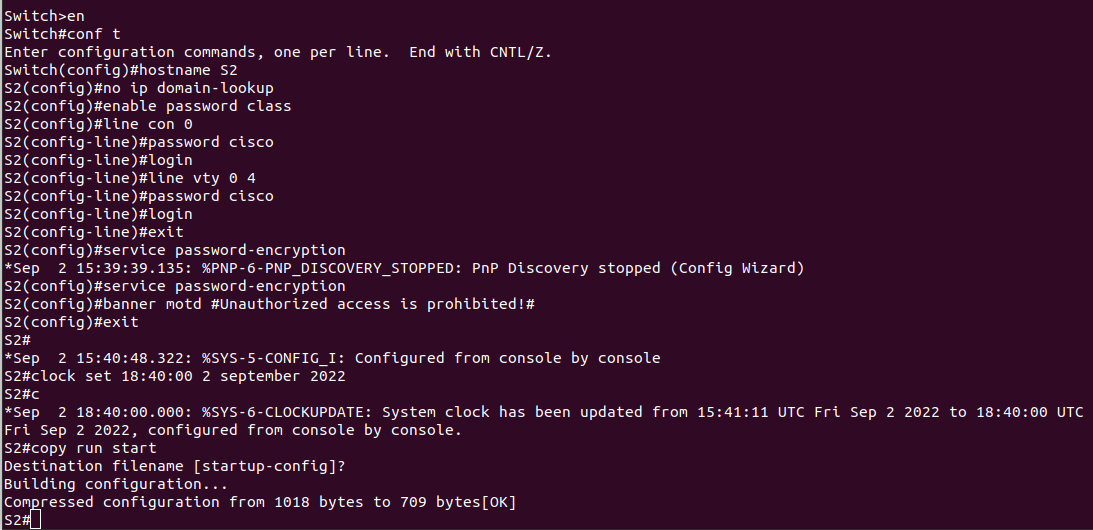 Switch>en
Switch#conf t
Enter configuration commands, one per line.  End with CNTL/Z.
Switch(config)#hostname S2
S2(config)#no ip domain-lookup
S2(config)#enable password class
S2(config)#line con 0
S2(config-line)#password cisco
S2(config-line)#login
S2(config-line)#line vty 0 4
S2(config-line)#password cisco
S2(config-line)#login
S2(config-line)#exit
S2(config)#service password-encryption
*Sep  2 15:39:39.135: %PNP-6-PNP_DISCOVERY_STOPPED: PnP Discovery stopped (Config Wizard)
S2(config)#service password-encryption
S2(config)#banner motd #Unauthorized access is prohibited!#
S2(config)#exit
S2#
*Sep  2 15:40:48.322: %SYS-5-CONFIG_I: Configured from console by console
S2#clock set 18:40:00 2 september 2022
S2#c
*Sep  2 18:40:00.000: %SYS-6-CLOCKUPDATE: System clock has been updated from 15:41:11 UTC Fri Sep 2 2022 to 18:40:00 UTC
Fri Sep 2 2022, configured from console by console.
S2#copy run start
Destination filename [startup-config]?
Building configuration...
Compressed configuration from 1018 bytes to 709 bytes[OK]
S2#